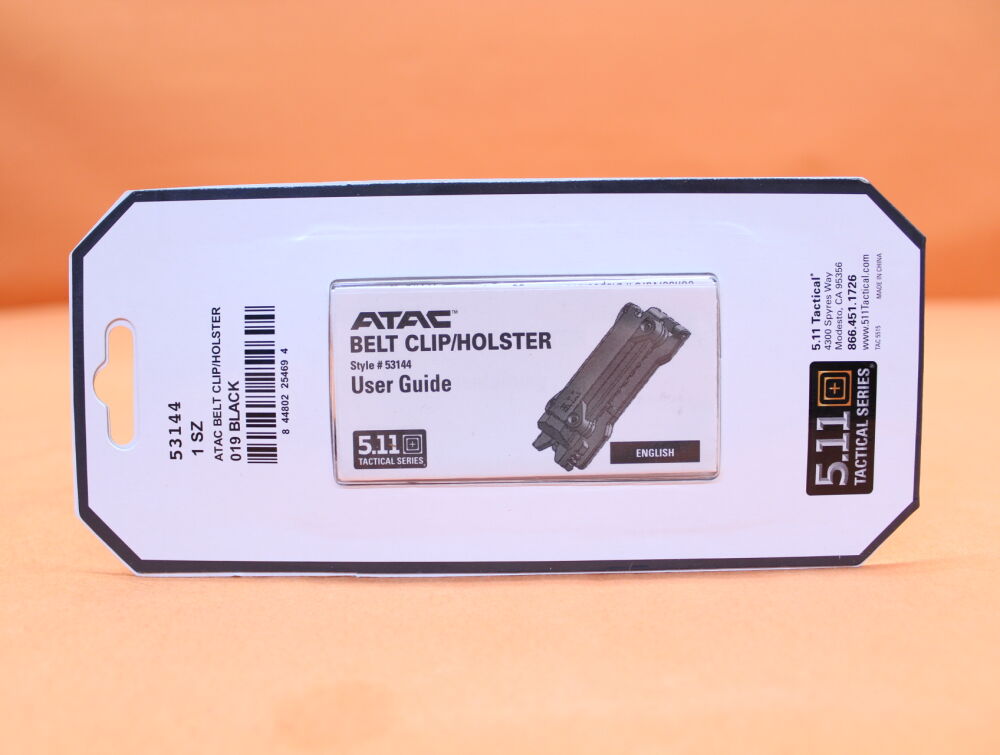 53144
1 SZ
ATAC BELT CLIP/HOLSTER
019 BLACK
8 44802 25469 4
ATAC™
BELT CLIP/HOLSTER
Style # 53144
User Guide
5.11
TACTICAL SERIES®
ENGLISH
5.11 Tactical®
4300 Spyres Way
Modesto, CA 95356
866.451.1726
www.511Tactical.com
TAC 5515 MADE IN CHINA
5.11
TACTICAL SERIES®